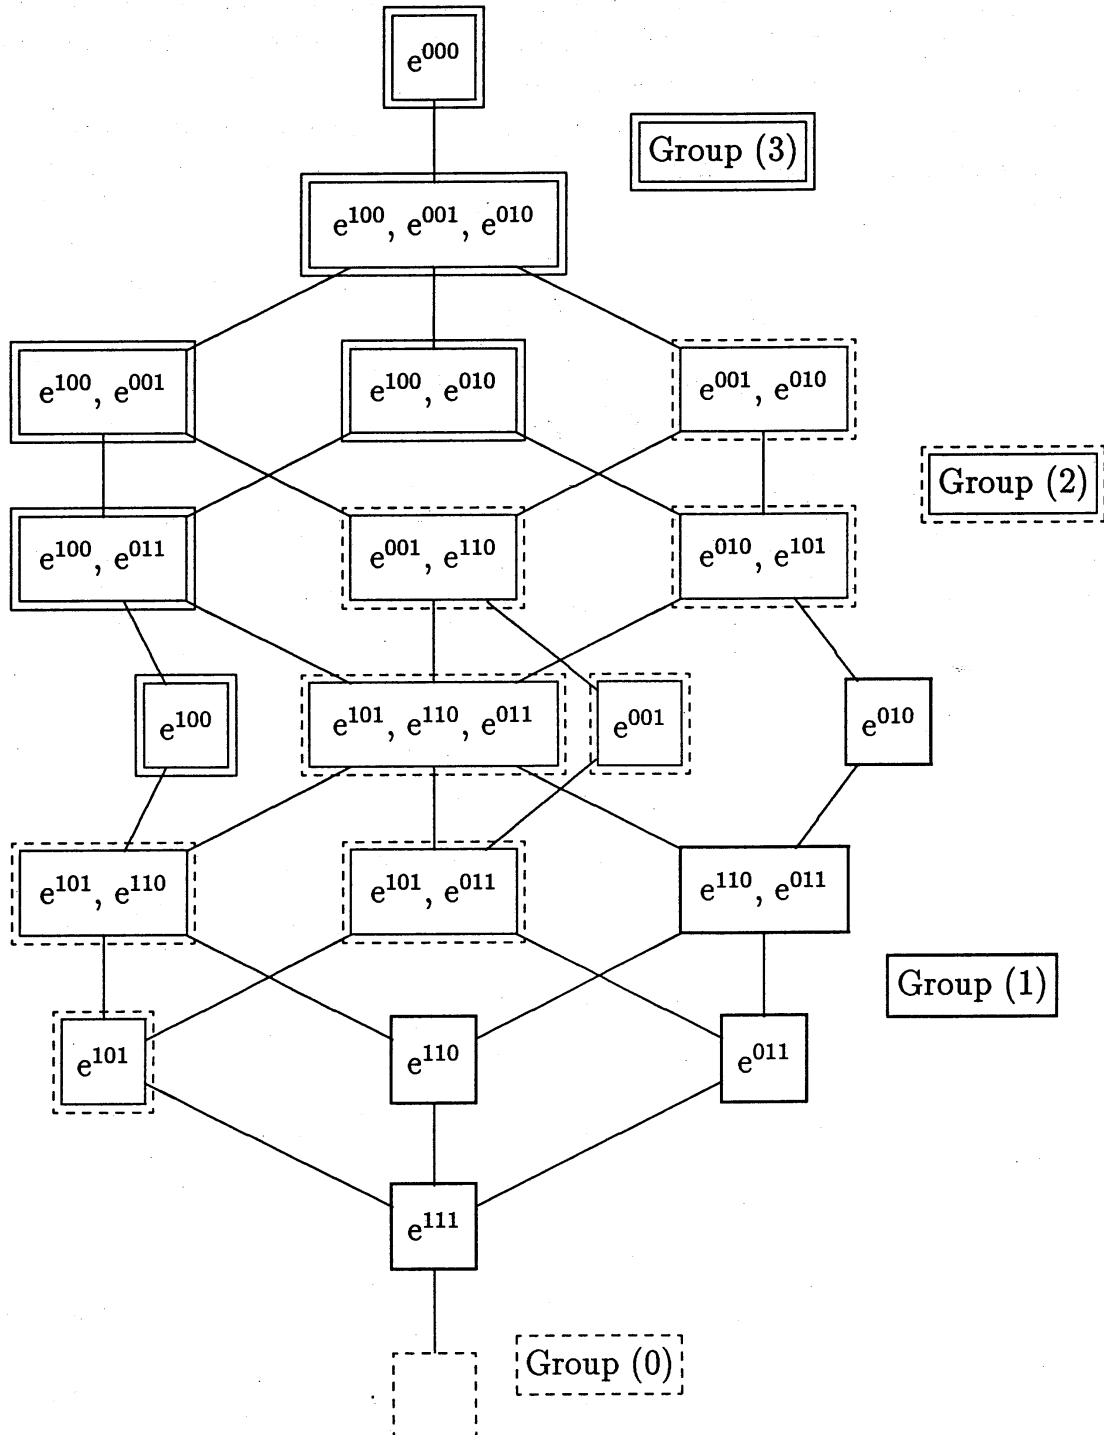 e^000
Group (3)
e^100, e^001, e^010
e^100, e^001
e^100, e^010
e^001, e^010
Group (2)
e^100, e^011
e^001, e^110
e^010, e^101
e^100
e^101, e^110, e^011
e^001
e^010
e^101, e^110
e^101, e^011
e^110, e^011
Group (1)
e^101
e^110
e^011
e^111
Group (0)